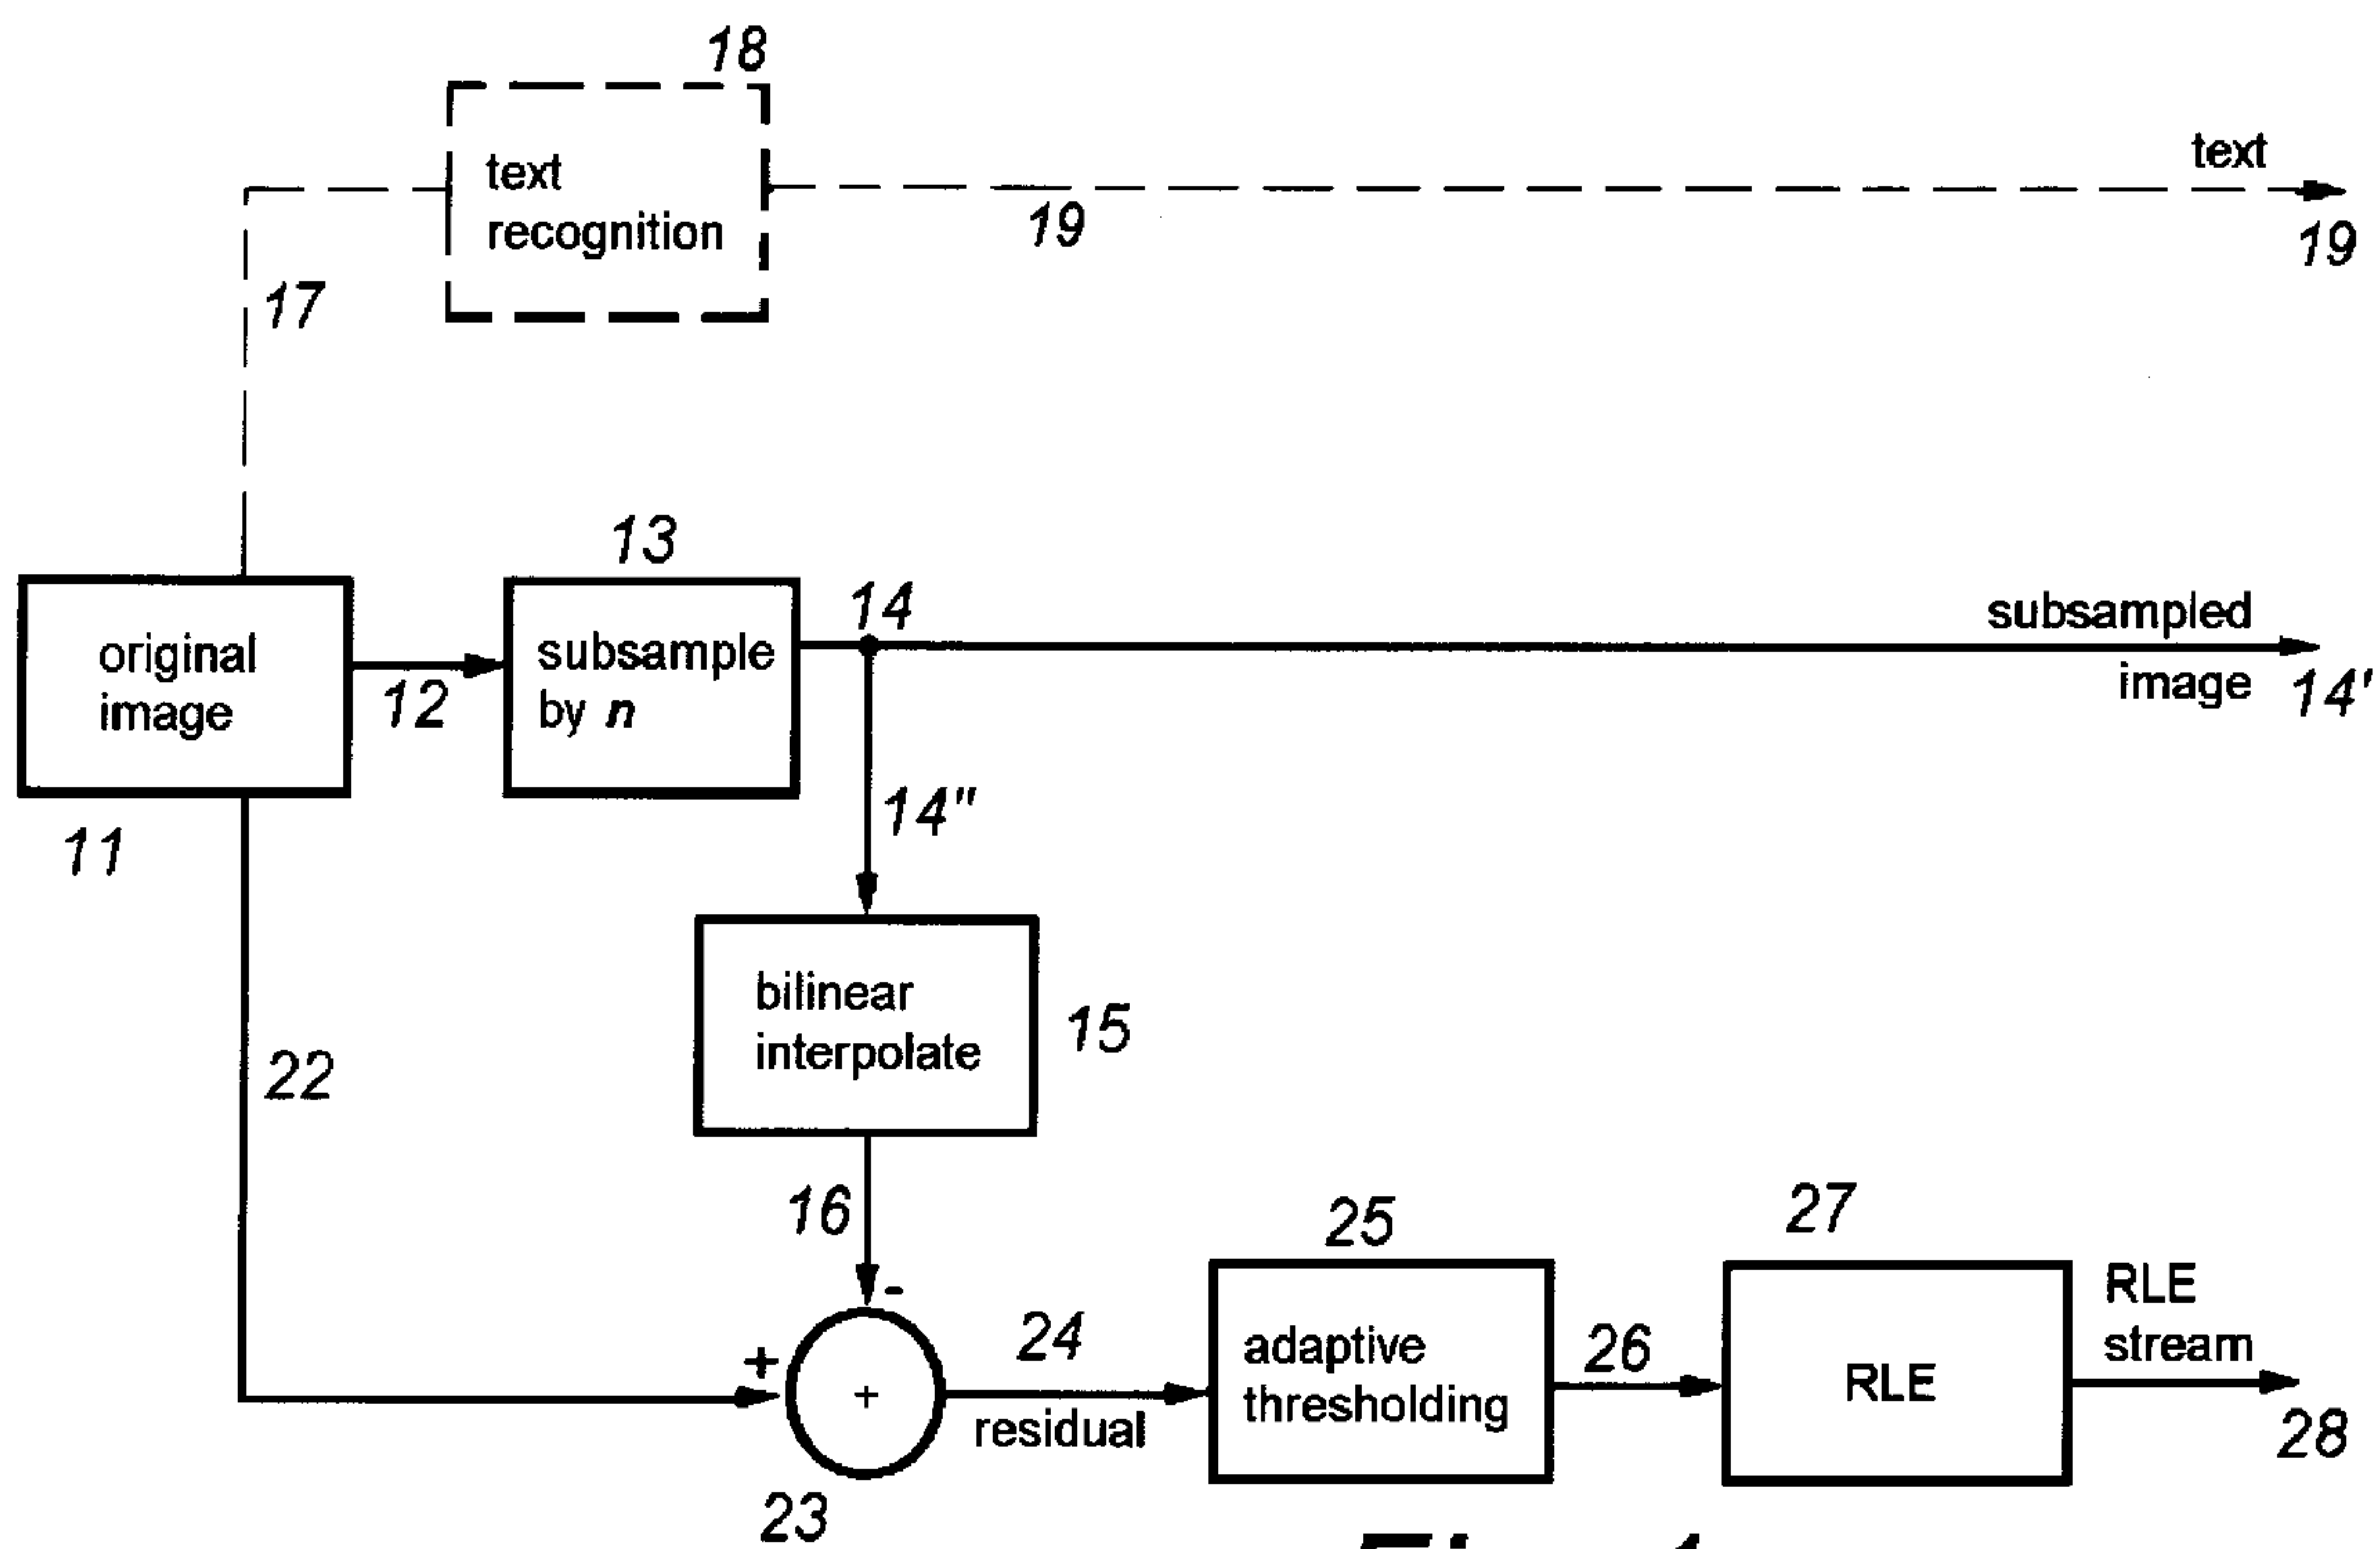 18
text
recognition
text
19
19
17
13
14
original
image
12
subsample
by n
subsampled
image
14'
11
14"
bilinear
interpolate
15
22
16
-
25
27
+
+
24
residual
adaptive
thresholding
26
RLE
RLE
stream
28
23